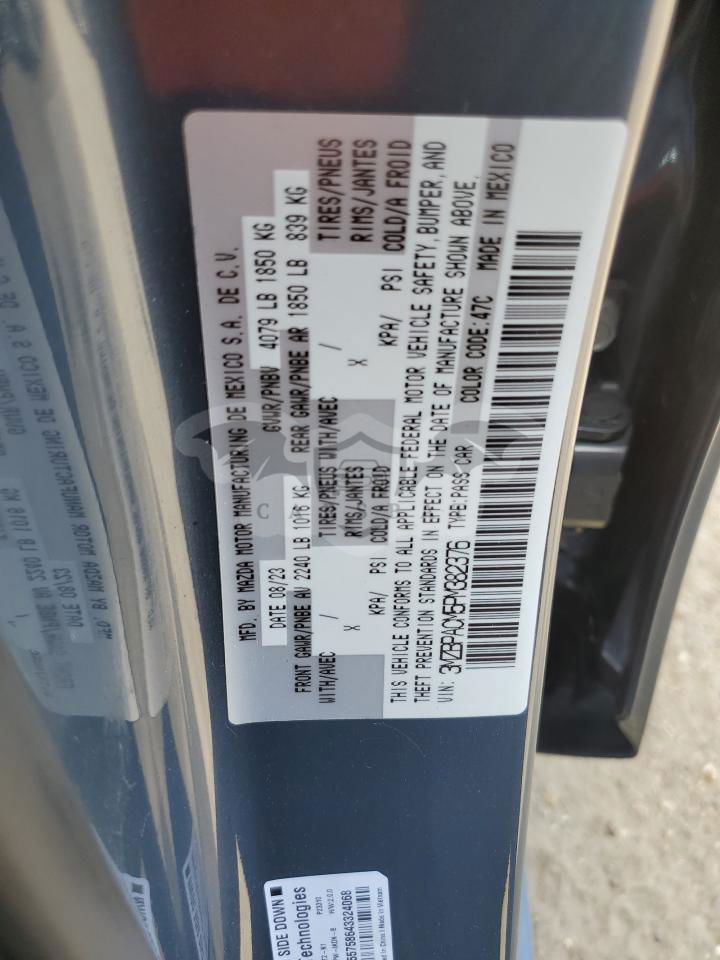 MFD. BY MAZDA MOTOR MANUFACTURING DE MEXICO S.A. DE C.V.
DATE 08/23 GVWR/PNBV 4079 LB 1850 KG
FRONT GAWR/PNBE AV 2240 LB 1016 KG REAR GAWR/PNBE AR 1850 LB 839 KG
WITH/AVEC / TIRES/PNEUS WITH/AVEC / TIRES/PNEUS
X RIMS/JANTES X RIMS/JANTES
KPA/ PSI COLD/A FROID KPA/ PSI COLD/A FROID
THIS VEHICLE CONFORMS TO ALL APPLICABLE FEDERAL MOTOR VEHICLE SAFETY, BUMPER, AND
THEFT PREVENTION STANDARDS IN EFFECT ON THE DATE OF MANUFACTURE SHOWN ABOVE.
VIN: 3MZBPACM5PM382376 TYPE: PASS CAR COLOR CODE: 47C MADE IN MEXICO
SIDE DOWN
Technologies
55758643324068